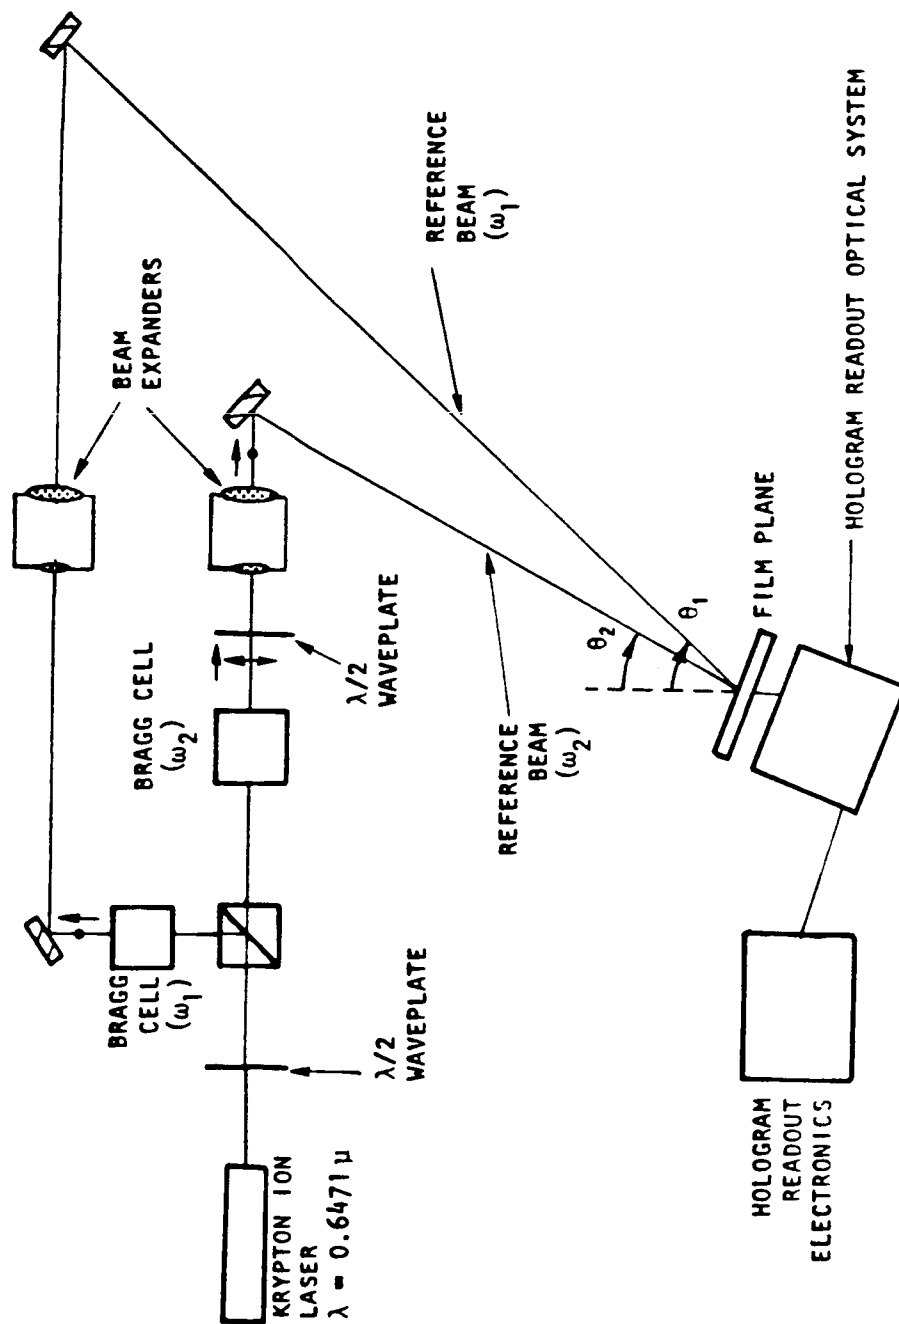 KRYPTON ION
LASER
λ = 0.6471 μ
λ/2
WAVEPLATE
BRAGG
CELL
(ω1)
BRAGG CELL
(ω2)
λ/2
WAVEPLATE
BEAM
EXPANDERS
REFERENCE
BEAM
(ω1)
REFERENCE
BEAM
(ω2)
θ2
θ1
FILM PLANE
HOLOGRAM READOUT OPTICAL SYSTEM
HOLOGRAM
READOUT
ELECTRONICS